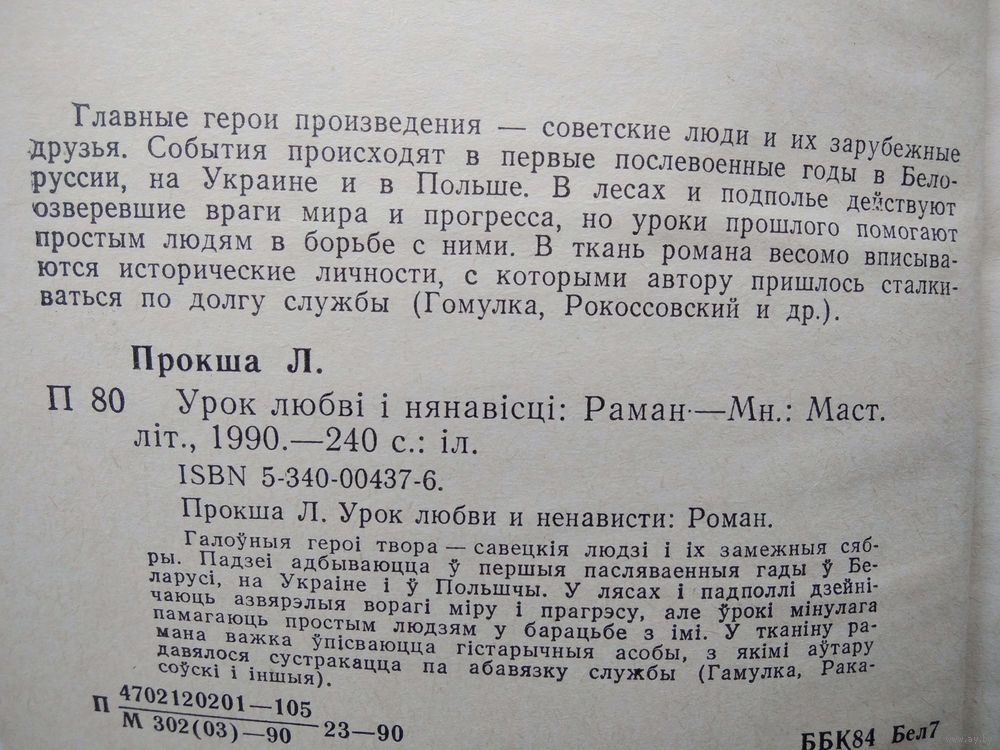 Главные герои произведения — советские люди и их зарубежные
друзья. События происходят в первые послевоенные годы в Бело-
руссии, на Украине и в Польше. В лесах и подполье действуют
озверевшие враги мира и прогресса, но уроки прошлого помогают
простым людям в борьбе с ними. В ткань романа весомо вписыва-
ются исторические личности, с которыми автору пришлось сталки-
ваться по долгу службы (Гомулка, Рокоссовский и др.).
Прокша Л.
П 80 Урок любві і нянавісці: Раман.—Мн.: Маст.
літ., 1990.—240 с.: іл.
ISBN 5-340-00437-6.
Прокша Л. Урок любви и ненависти: Роман.
Галоўныя героі твора — савецкія людзі і іх замежныя сяб-
ры. Падзеі адбываюцца ў першыя пасляваенныя гады ў Бе-
ларусі, на Украіне і ў Польшчы. У лясах і падполлі дзейні-
чаюць азвярэлыя ворагі міру і прагрэсу, але ўрокі мінулага
памагаюць простым людзям у барацьбе з імі. У тканіну ра-
мана важка ўпісваюцца гістарычныя асобы, з якімі аўтару
давялося сустракацца па абавязку службы (Гамулка, Рака-
соўскі і іншыя).
П 4702120201—105
М 302(03)—90 23—90
ББК84 Бел7
www.ay.by